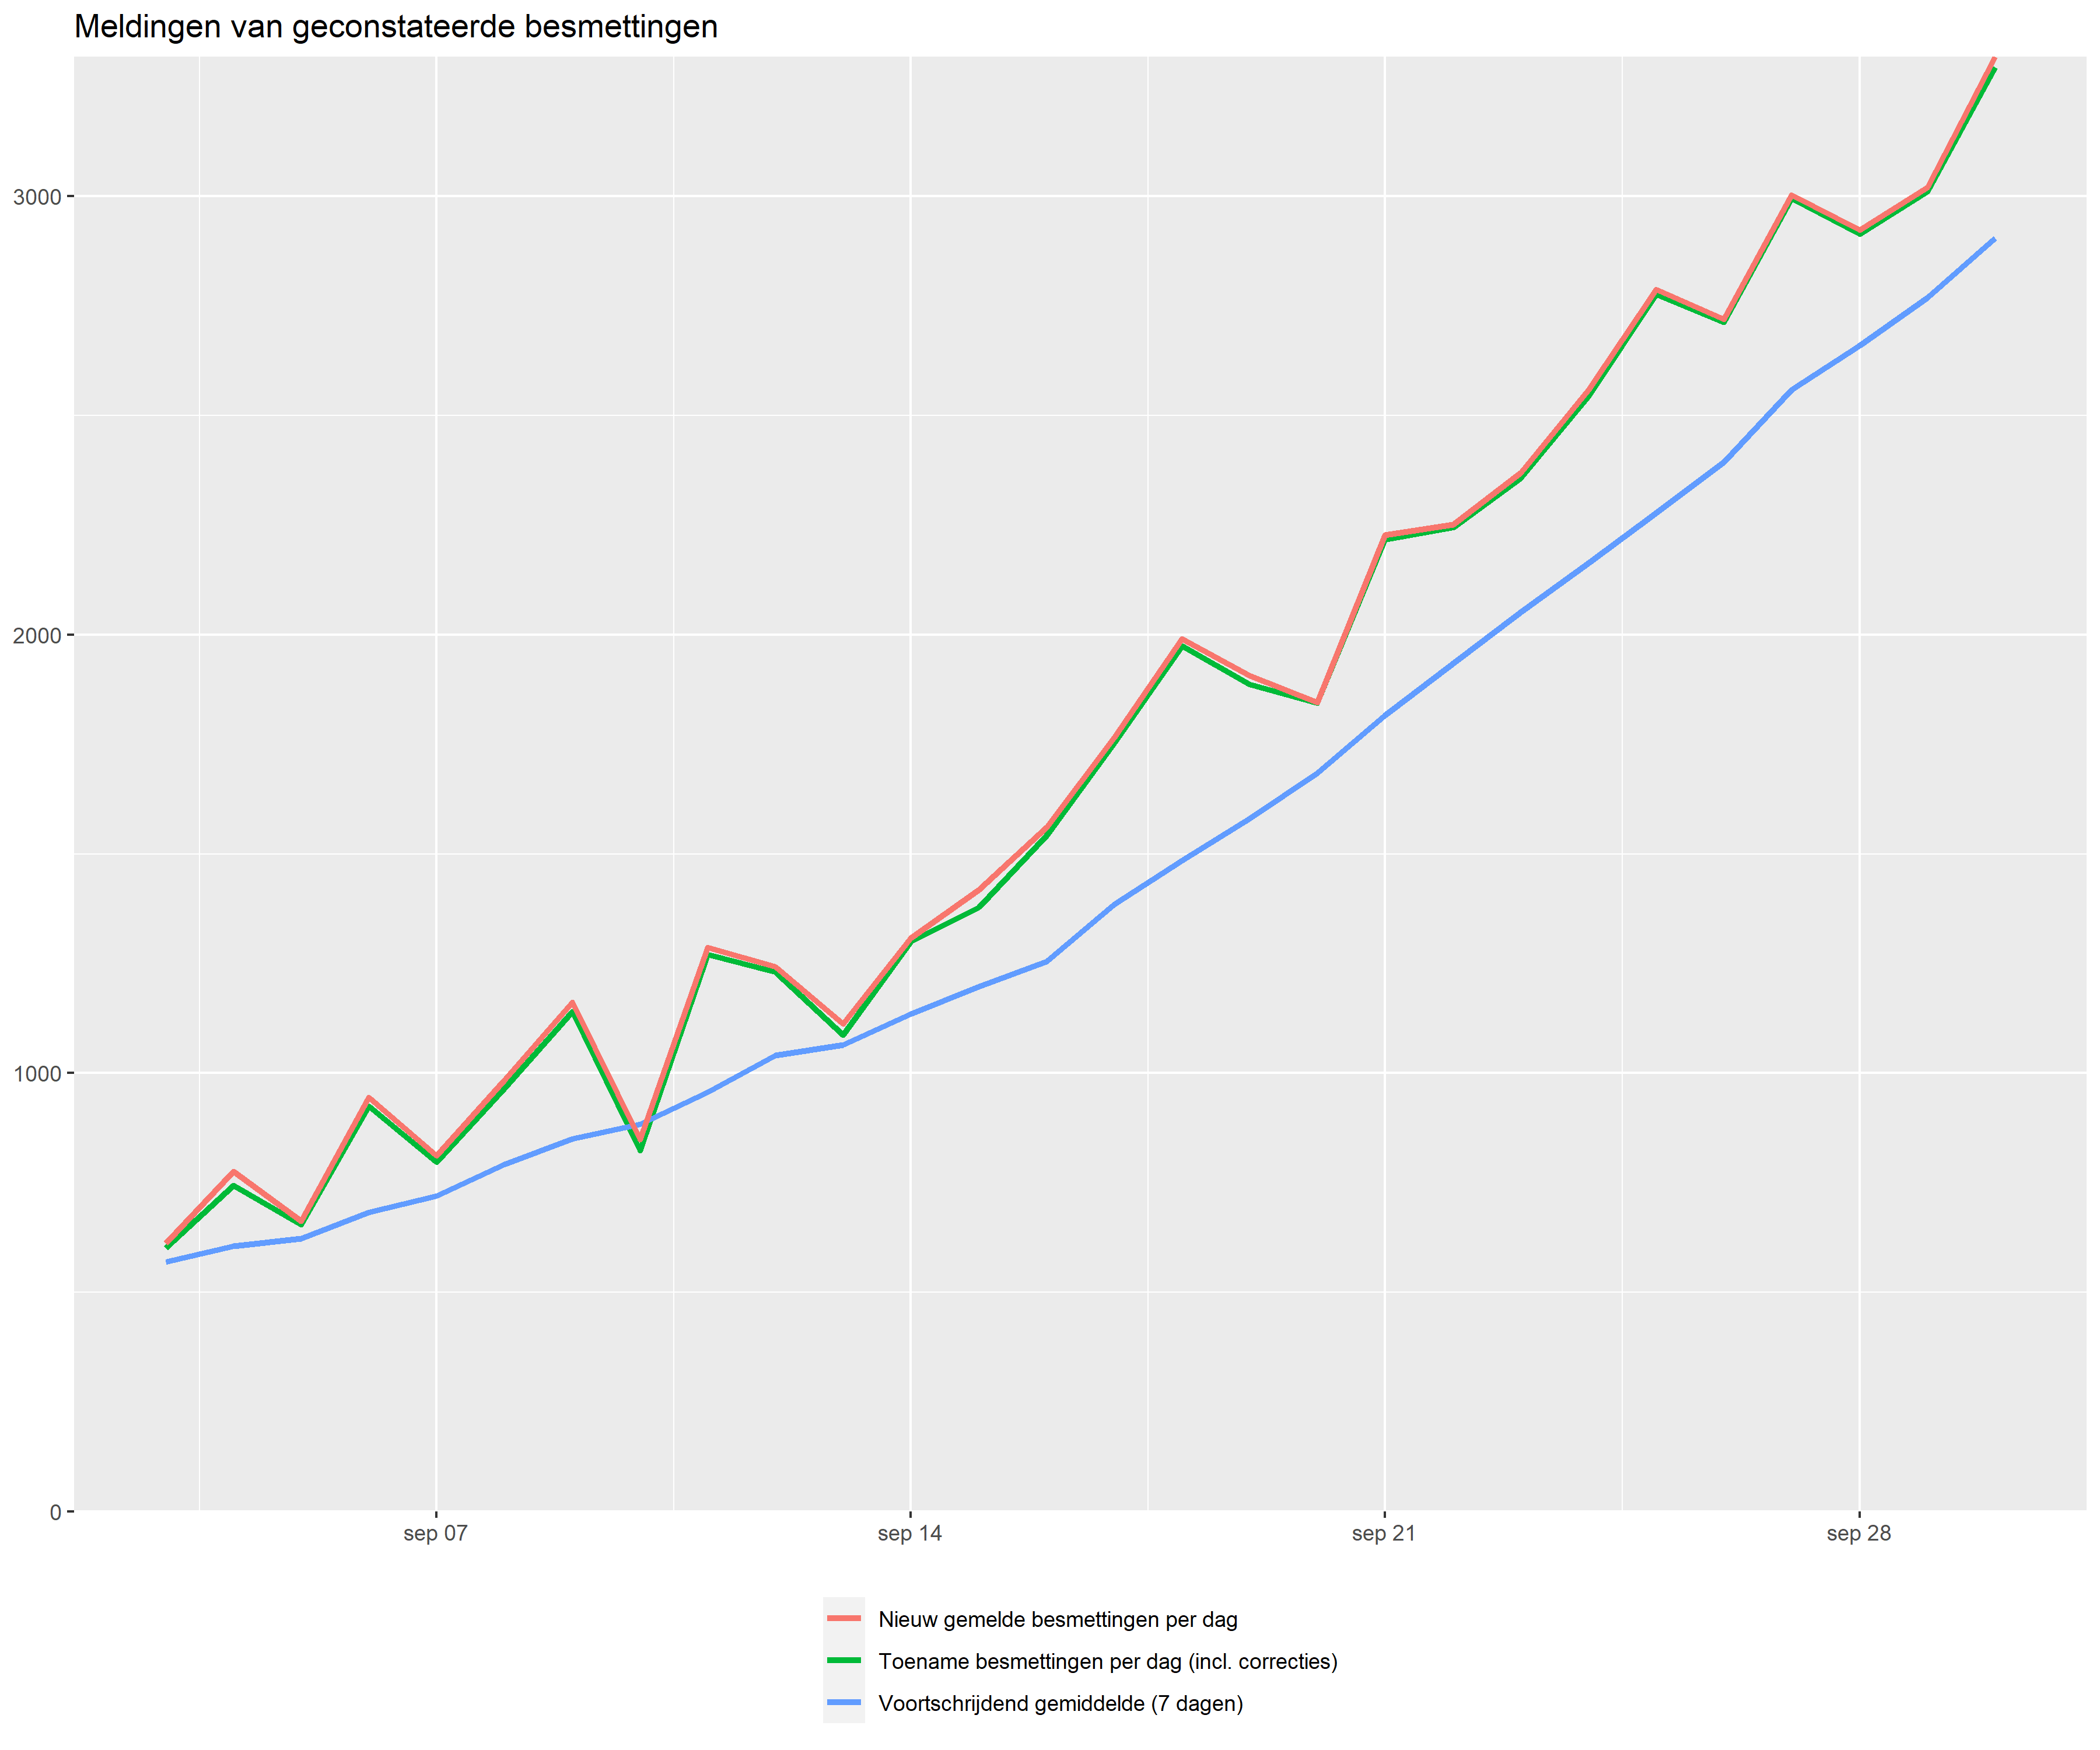 Meldingen van geconstateerde besmettingen
3000
2000
1000
0
sep 07 sep 14 sep 21 sep 28
Nieuw gemelde besmettingen per dag
Toename besmettingen per dag (incl. correcties)
Voortschrijdend gemiddelde (7 dagen)